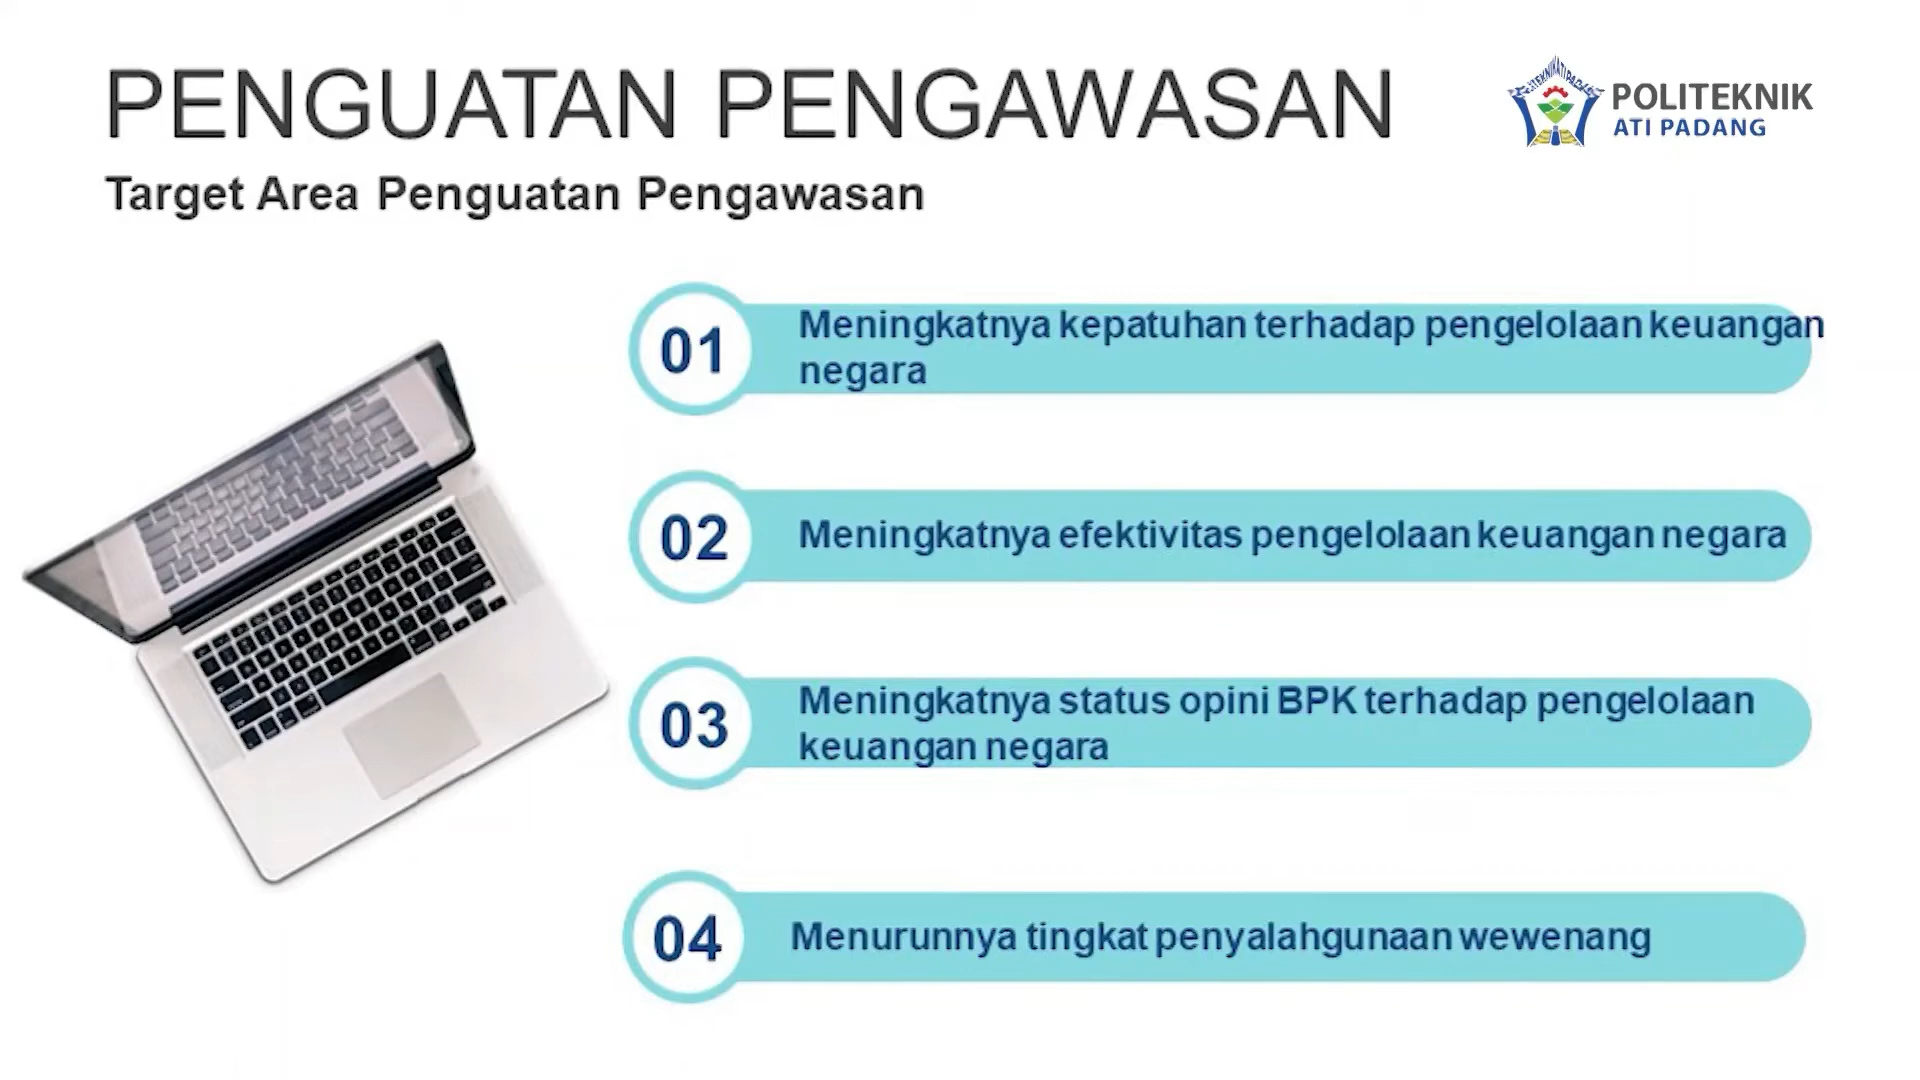 PENGUATAN PENGAWASAN
POLITEKNIK
ATI PADANG
Target Area Penguatan Pengawasan
01
Meningkatnya kepatuhan terhadap pengelolaan keuangan
negara
02
Meningkatnya efektivitas pengelolaan keuangan negara
03
Meningkatnya status opini BPK terhadap pengelolaan
keuangan negara
04
Menurunnya tingkat penyalahgunaan wewenang